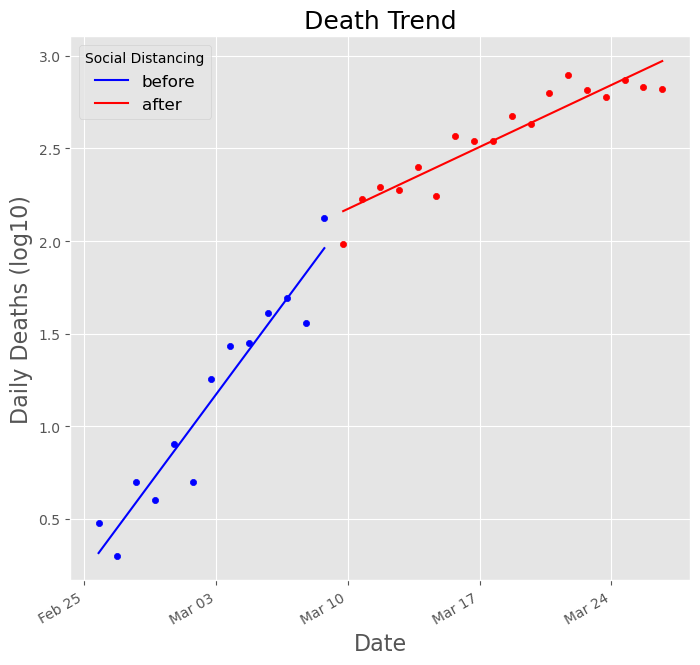 Death Trend
Social Distancing
before
after
3.0
2.5
2.0
1.5
1.0
0.5
Daily Deaths (log10)
Feb 25
Mar 03
Mar 10
Mar 17
Mar 24
Date